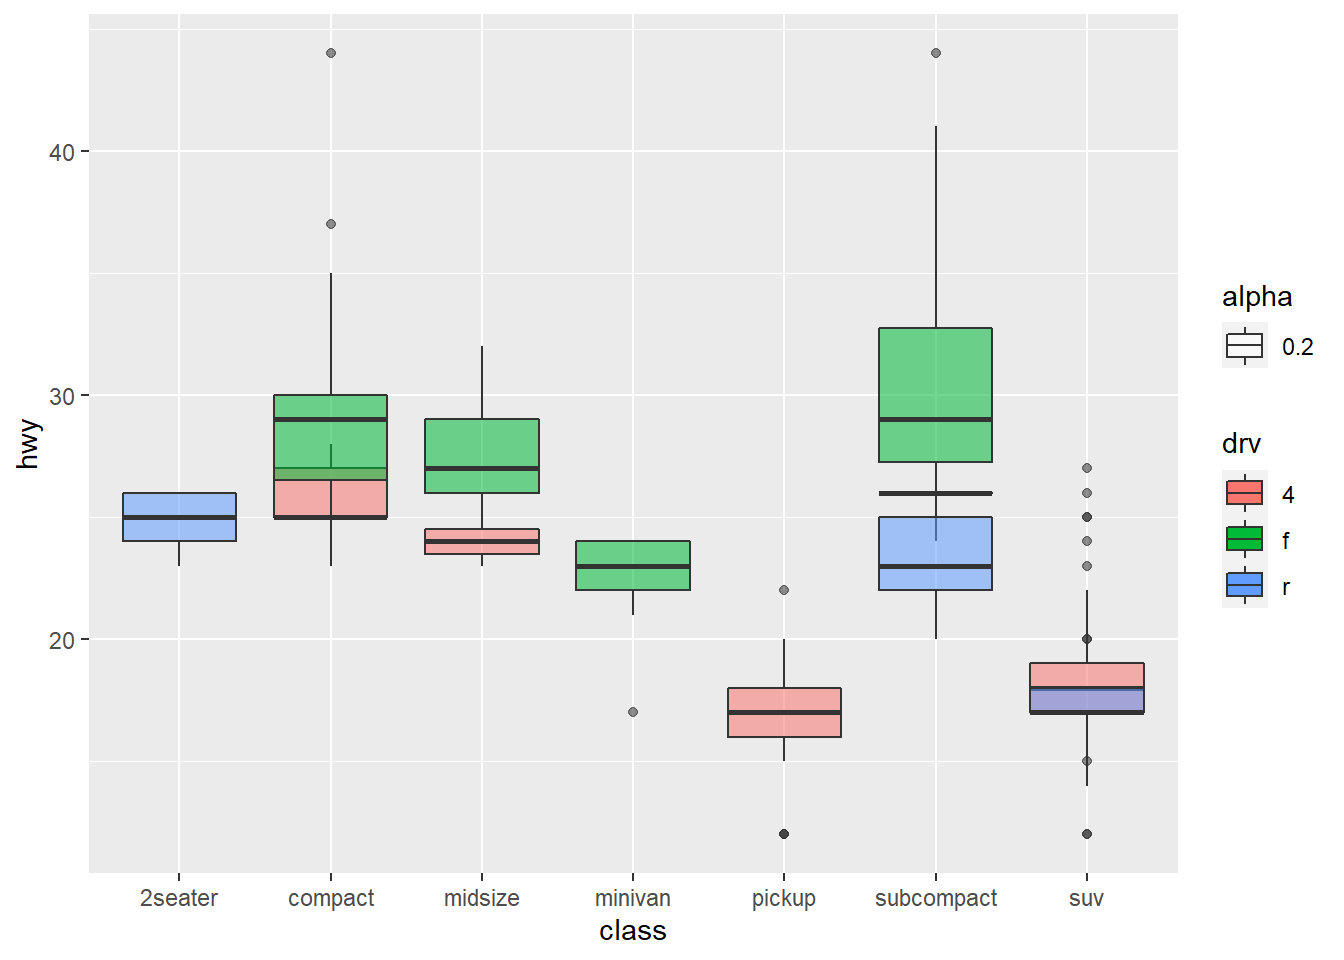 40
30
20
hwy
2seater compact midsize minivan pickup subcompact suv
class
alpha
0.2
drv
4
f
r